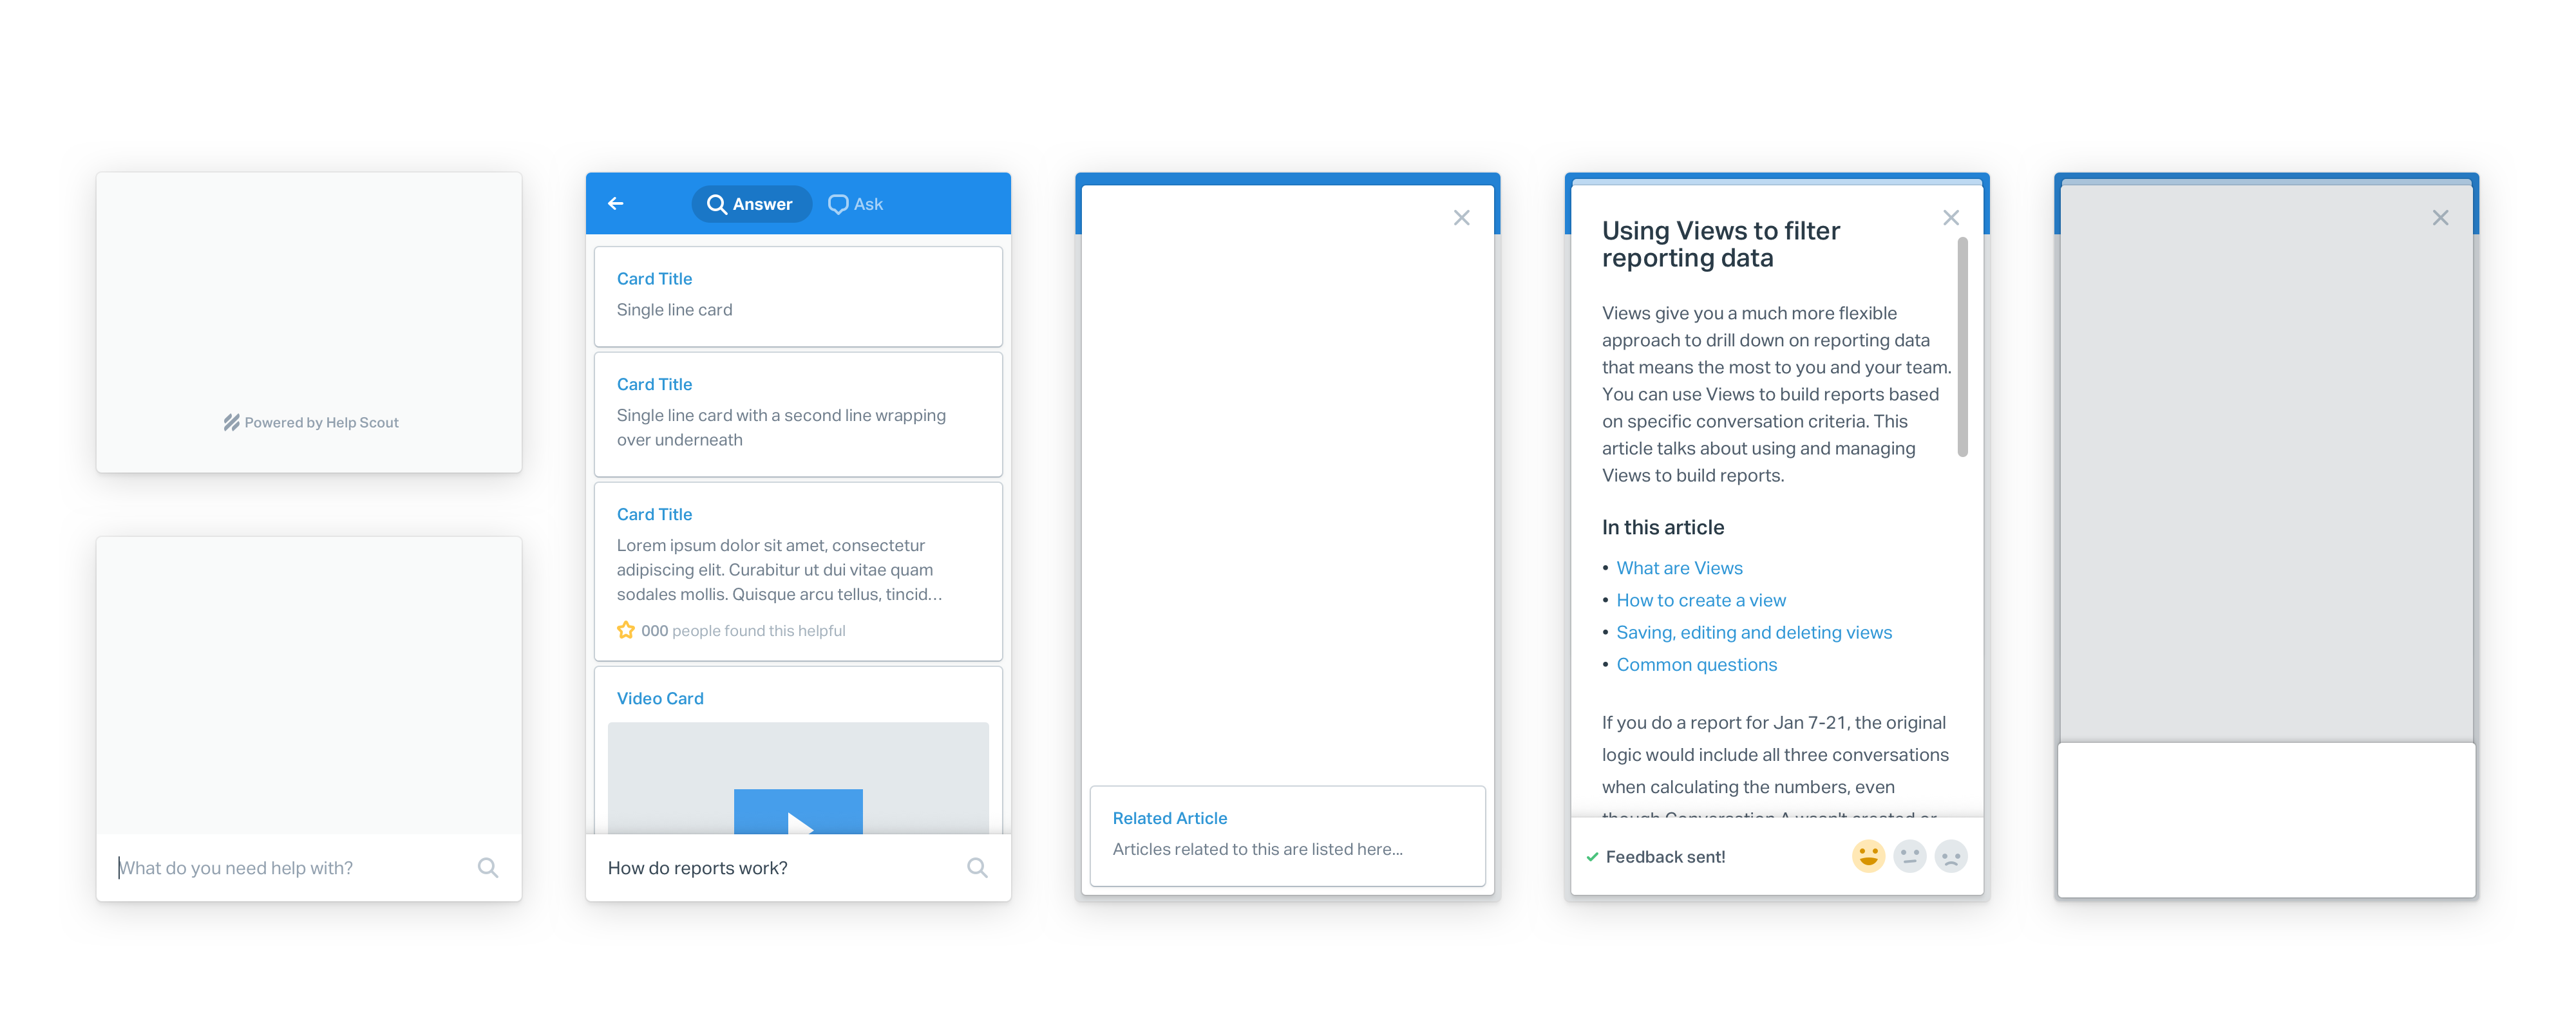 Powered by Help Scout
What do you need help with?
Answer
Ask
Card Title
Single line card
Card Title
Single line card with a second line wrapping
over underneath
Card Title
Lorem ipsum dolor sit amet, consectetur
adipiscing elit. Curabitur ut dui vitae quam
sodales mollis. Quisque arcu tellus, tincid...
000 people found this helpful
Video Card
How do reports work?
Related Article
Articles related to this are listed here...
Using Views to filter
reporting data
Views give you a much more flexible
approach to drill down on reporting data
that means the most to you and your team.
You can use Views to build reports based
on specific conversation criteria. This
article talks about using and managing
Views to build reports.
In this article
• What are Views
• How to create a view
• Saving, editing and deleting views
• Common questions
If you do a report for Jan 7-21, the original
logic would include all three conversations
when calculating the numbers, even
though Conversation A wasn't created or
Feedback sent!